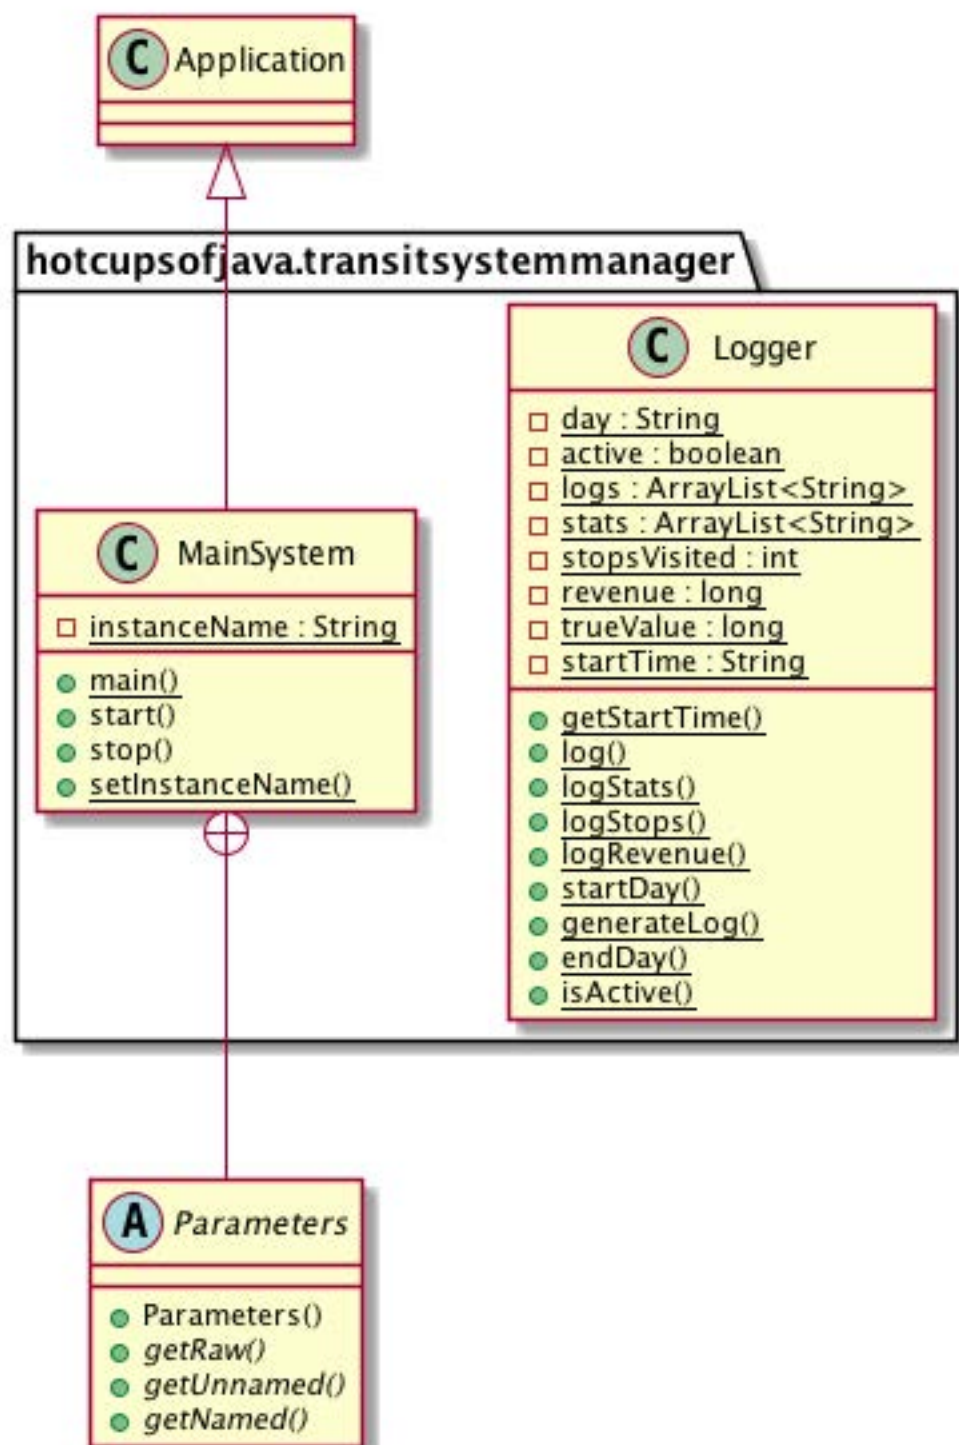 C Application
hotcupsofjava.transitsystemmanager
C Logger
day : String
active : boolean
logs : ArrayList<String>
stats : ArrayList<String>
stopsVisited : int
revenue : long
trueValue : long
startTime : String
getStartTime()
log()
logStats()
logStops()
logRevenue()
startDay()
generateLog()
endDay()
isActive()
C MainSystem
instanceName : String
main()
start()
stop()
setInstanceName()
A Parameters
Parameters()
getRaw()
getUnnamed()
getNamed()